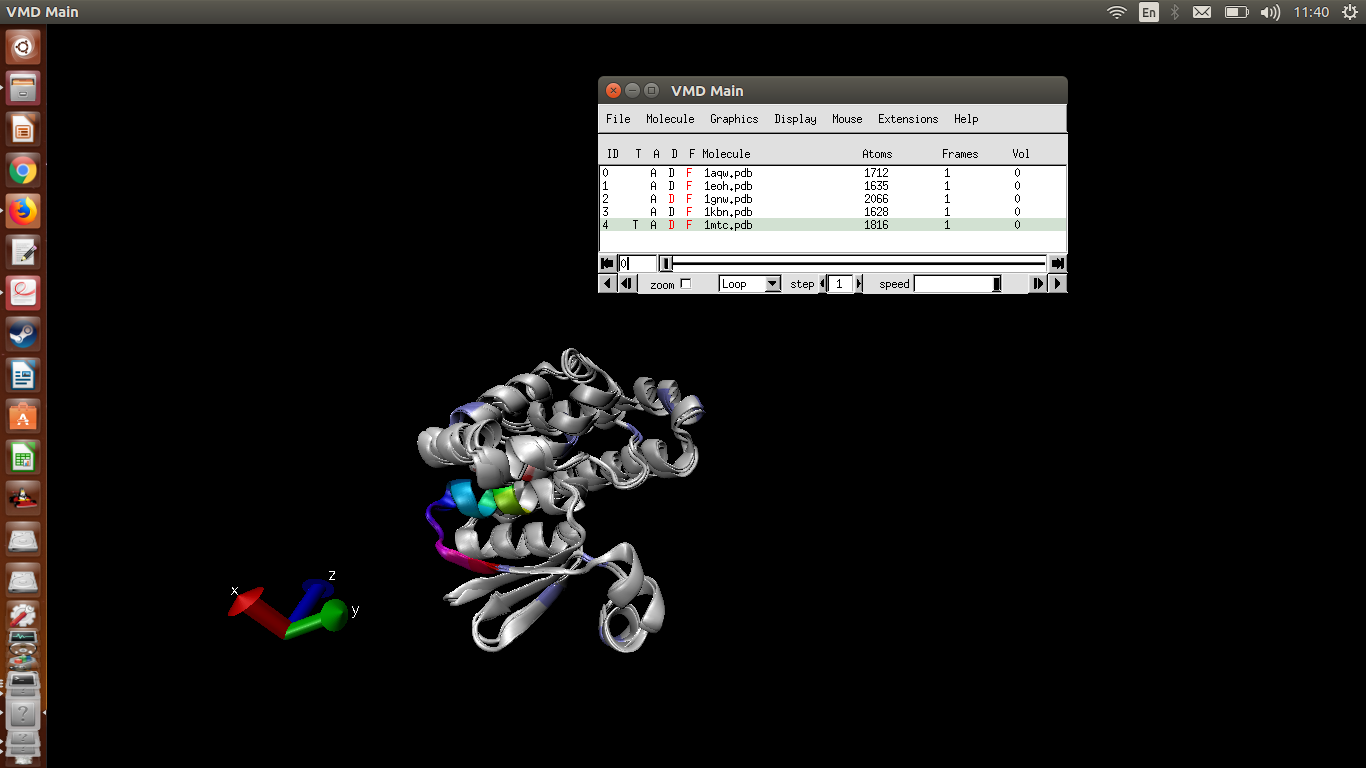 VMD Main
En
11:40
VMD Main
File Molecule Graphics Display Mouse Extensions Help
ID T A D F Molecule Atoms Frames Vol
0 A D F 1aqw.pdb 1712 1 0
1 A D F 1eoh.pdb 1635 1 0
2 A D F 1gnw.pdb 2066 1 0
3 A D F 1kbn.pdb 1628 1 0
4 T A D F 1mtc.pdb 1816 1 0
0
zoom Loop step 1 speed
x
z
y